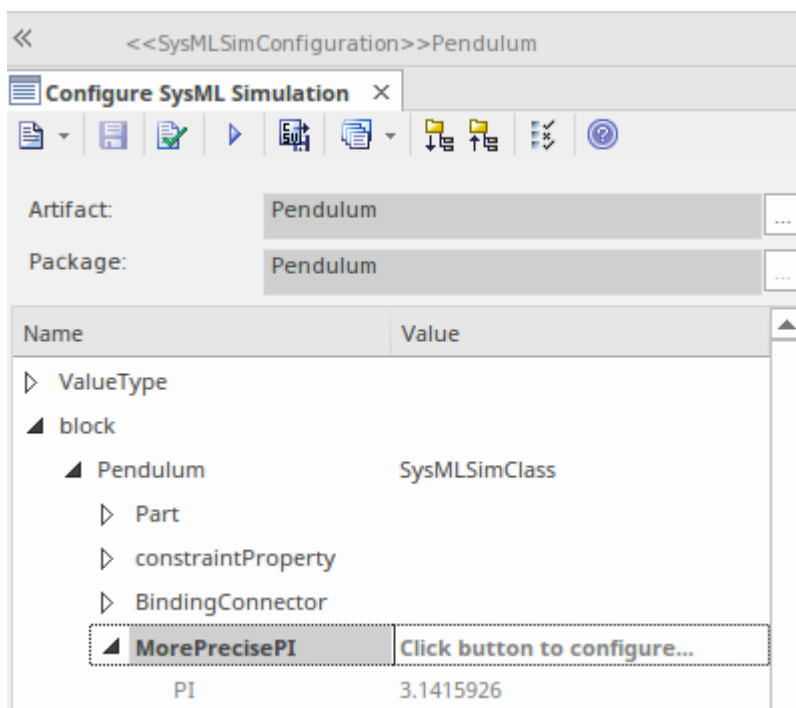 <<SysMLSimConfiguration>>Pendulum
Configure SysML Simulation
Artifact: Pendulum ...
Package: Pendulum ...
Name Value
ValueType
block
Pendulum SysMLSimClass
Part
constraintProperty
BindingConnector
MorePrecisePI Click button to configure...
PI 3.1415926